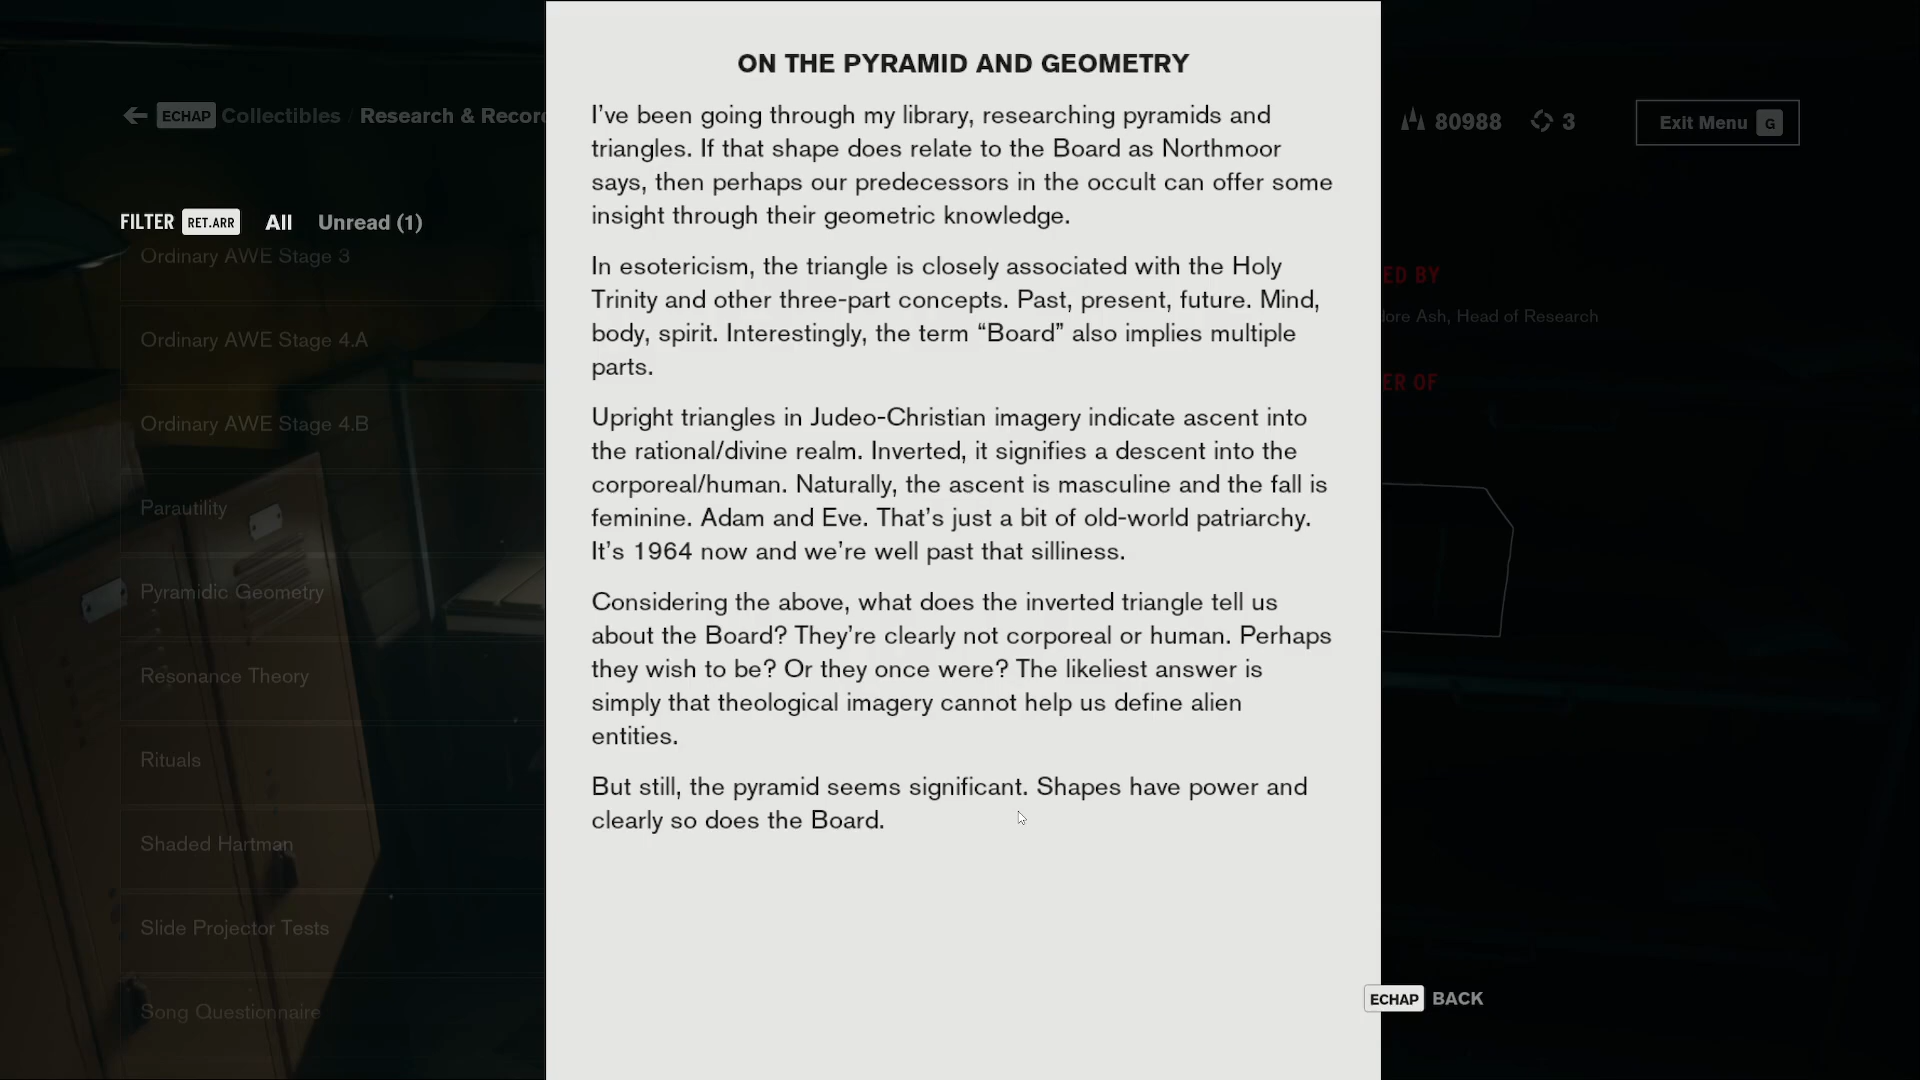 ON THE PYRAMID AND GEOMETRY
ECHAP Collectibles / Research & Recor
80988
3
Exit Menu G
FILTER RET.ARR All Unread (1)
Ordinary AWE Stage 3
Ordinary AWE Stage 4.A
Ordinary AWE Stage 4.B
Parautility
Pyramidic Geometry
Resonance Theory
Rituals
Shaded Hartman
Slide Projector Tests
Song Questionnaire
I’ve been going through my library, researching pyramids and
triangles. If that shape does relate to the Board as Northmoor
says, then perhaps our predecessors in the occult can offer some
insight through their geometric knowledge.
In esotericism, the triangle is closely associated with the Holy
Trinity and other three-part concepts. Past, present, future. Mind,
body, spirit. Interestingly, the term “Board” also implies multiple
parts.
Upright triangles in Judeo-Christian imagery indicate ascent into
the rational/divine realm. Inverted, it signifies a descent into the
corporeal/human. Naturally, the ascent is masculine and the fall is
feminine. Adam and Eve. That’s just a bit of old-world patriarchy.
It’s 1964 now and we’re well past that silliness.
Considering the above, what does the inverted triangle tell us
about the Board? They’re clearly not corporeal or human. Perhaps
they wish to be? Or they once were? The likeliest answer is
simply that theological imagery cannot help us define alien
entities.
But still, the pyramid seems significant. Shapes have power and
clearly so does the Board.
ED BY
lore Ash, Head of Research
ER OF
ECHAP BACK